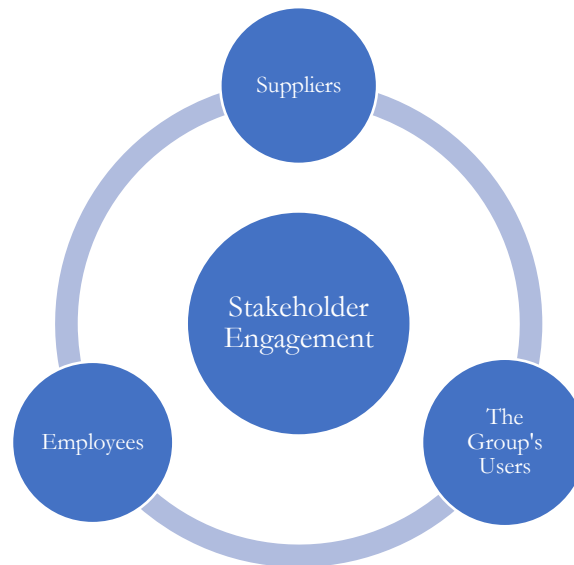 Suppliers
Stakeholder
Engagement
Employees
The
Group's
Users